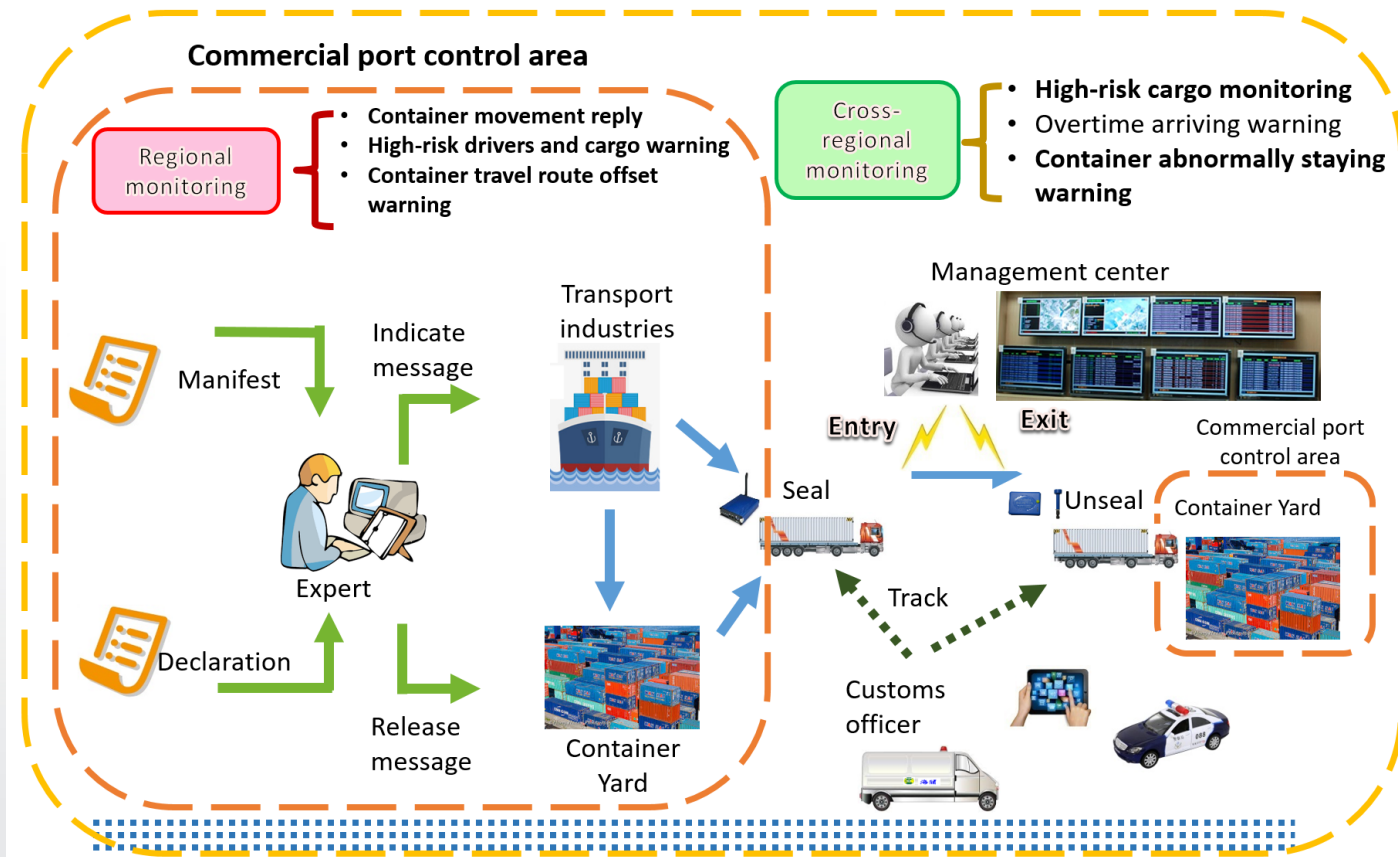 Commercial port control area
Regional
monitoring
• Container movement reply
• High-risk drivers and cargo warning
• Container travel route offset
warning
Cross-
regional
monitoring
• High-risk cargo monitoring
• Overtime arriving warning
• Container abnormally staying
warning
Manifest
Indicate
message
Transport
industries
Expert
Declaration
Release
message
Container
Yard
Seal
Management center
Entry
Exit
Unseal
Commercial port
control area
Container Yard
Track
Customs
officer